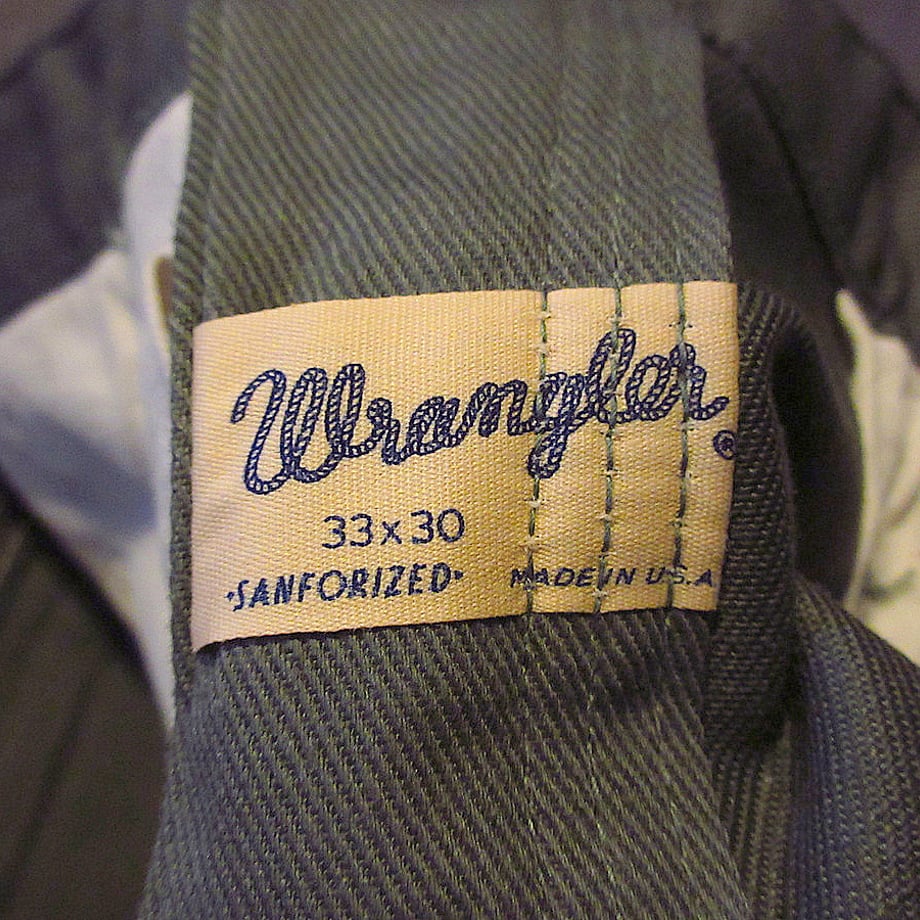 Wrangler®
33x30
·SANFORIZED· MADE IN U.S.A